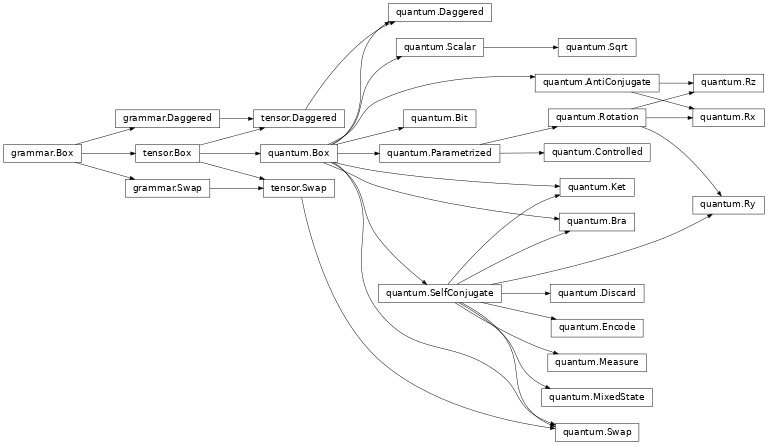 quantum.Daggered
quantum.Scalar
quantum.Sqrt
quantum.AntiConjugate
quantum.Rz
grammar.Daggered
tensor.Daggered
quantum.Bit
quantum.Rotation
quantum.Rx
grammar.Box
tensor.Box
quantum.Box
quantum.Parametrized
quantum.Controlled
grammar.Swap
tensor.Swap
quantum.Ket
quantum.Ry
quantum.Bra
quantum.SelfConjugate
quantum.Discard
quantum.Encode
quantum.Measure
quantum.MixedState
quantum.Swap